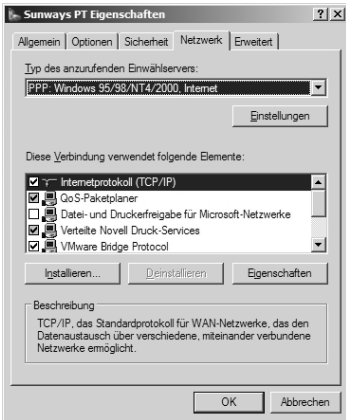 Sunways PT Eigenschaften
Allgemein Optionen Sicherheit Netzwerk Erweitert
Typ des anzurufenden Einwählservers:
PPP: Windows 95/98/NT4/2000, Internet
Einstellungen
Diese Verbindung verwendet folgende Elemente:
Internetprotokoll (TCP/IP)
QoS-Paketplaner
Datei- und Druckerfreigabe für Microsoft-Netzwerke
Verteilte Novell Druck-Services
VMware Bridge Protocol
Installieren... Deinstallieren Eigenschaften
Beschreibung
TCP/IP, das Standardprotokoll für WAN-Netzwerke, das den
Datenaustausch über verschiedene, miteinander verbundene
Netzwerke ermöglicht.
OK Abbrechen